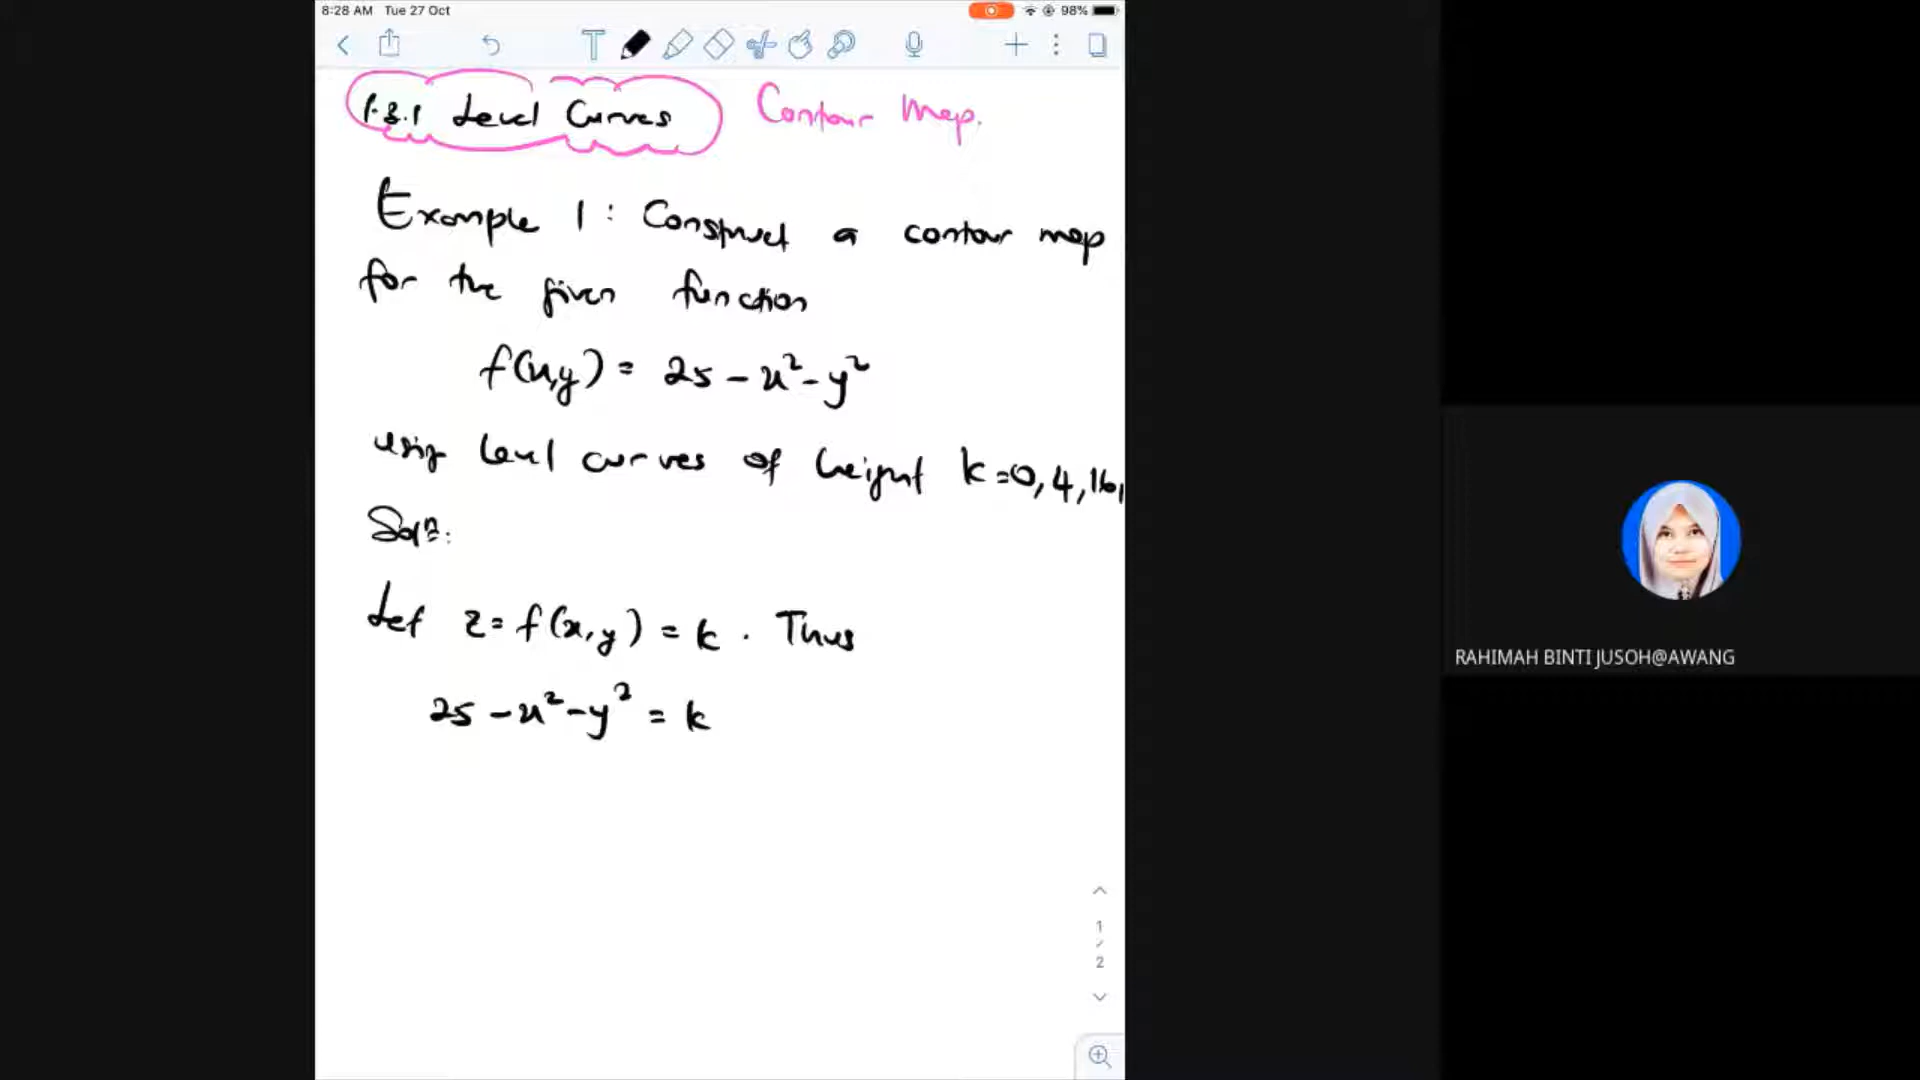 8:28 AM Tue 27 Oct
98%
1.3.1 Level Curves Contour Map.
Example 1: Construct a contour map
for the given function
f(x,y) = 25 - x² - y²
using level curves of height k=0,4,16,
Solⁿ:
Let z = f(x,y) = k. Thus
25 - x² - y² = k
RAHIMAH BINTI JUSOH@AWANG
1
/
2